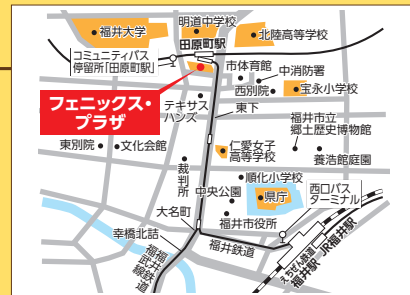 福井大学
明道中学校
田原町駅
北陸高等学校
コミュニティバス
停留所「田原町駅」
市体育館
中消防署
西別院
宝永小学校
フェニックス・
プラザ
テキサス
ハンズ
東下
福井市立
郷土歴史博物館
東別院
文化会館
仁愛女子
高等学校
養浩館庭園
裁判所
順化小学校
中央公園
県庁
西口バス
ターミナル
大名町
福井市役所
幸橋北詰
福井鉄道
福井鉄道
福武線
えちぜん鉄道
福井駅
JR福井駅